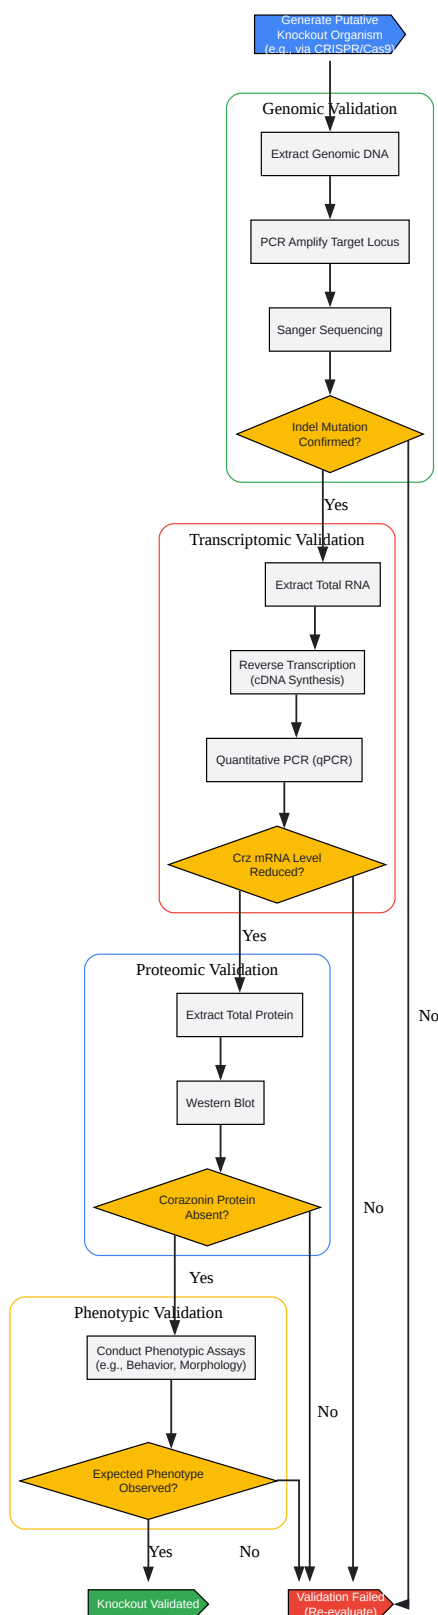 Generate Putative
Knockout Organism
(e.g., via CRISPR/Cas9)
Genomic Validation
Extract Genomic DNA
PCR Amplify Target Locus
Sanger Sequencing
Indel Mutation
Confirmed?
Yes
Transcriptomic Validation
Extract Total RNA
Reverse Transcription
(cDNA Synthesis)
Quantitative PCR (qPCR)
Crz mRNA Level
Reduced?
Yes
Proteomic Validation
Extract Total Protein
No
Western Blot
Corazonin Protein
Absent?
No
Yes
Phenotypic Validation
Conduct Phenotypic Assays
(e.g., Behavior, Morphology)
No
Expected Phenotype
Observed?
Yes
No
Knockout Validated
Validation Failed
(Re-evaluate)